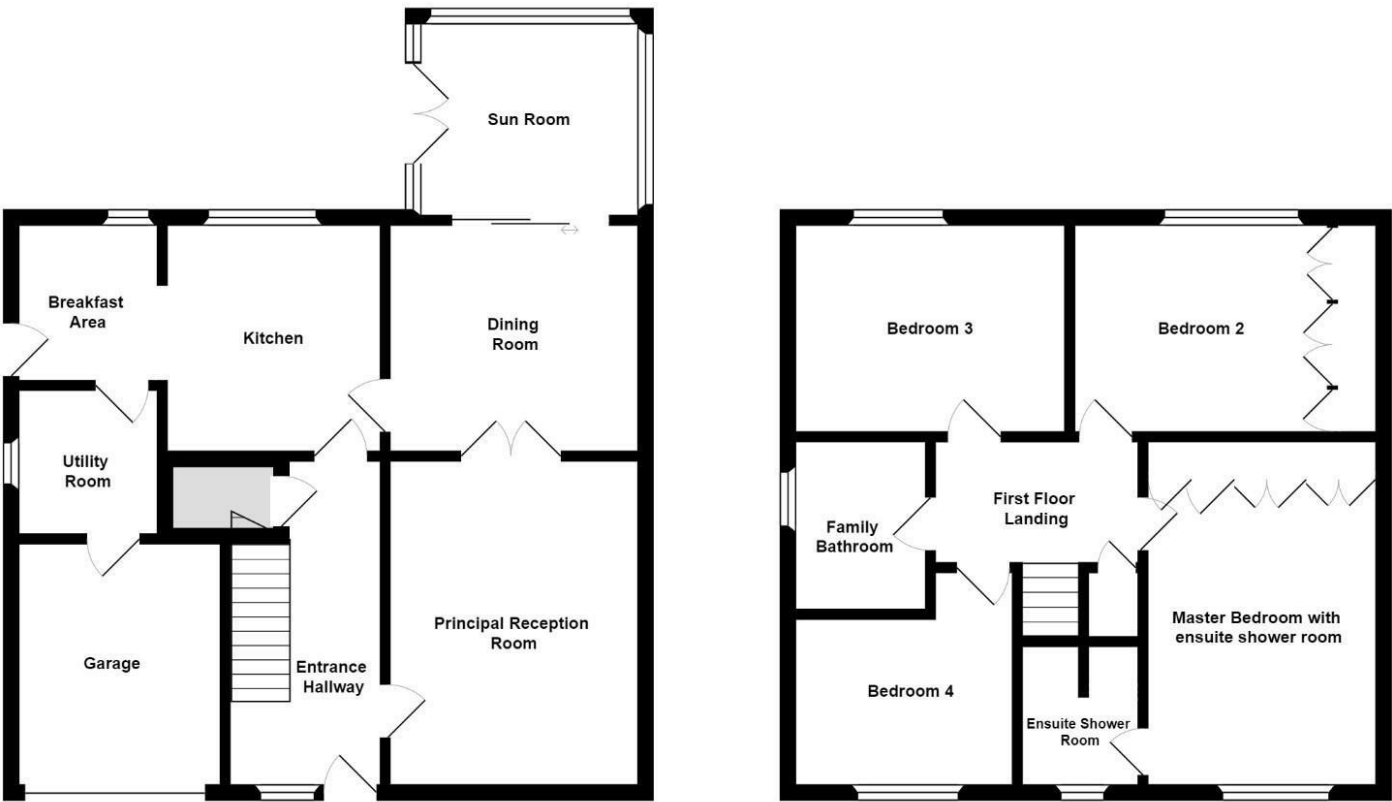 Sun Room
Breakfast
Area
Kitchen
Dining
Room
Utility
Room
Garage
Entrance
Hallway
Principal Reception
Room
Bedroom 3
Bedroom 2
Family
Bathroom
First Floor
Landing
Master Bedroom with
ensuite shower room
Bedroom 4
Ensuite Shower
Room